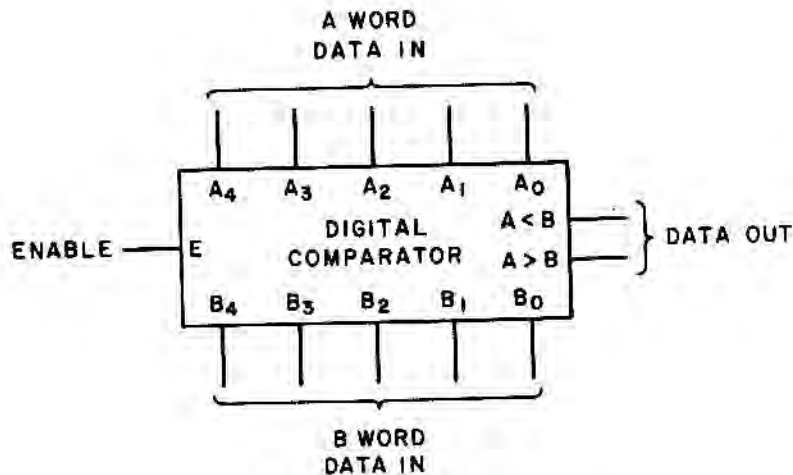 A WORD
DATA IN
A₄ A₃ A₂ A₁ A₀
DIGITAL
COMPARATOR
A < B
A > B
DATA OUT
ENABLE
E
B₄ B₃ B₂ B₁ B₀
B WORD
DATA IN